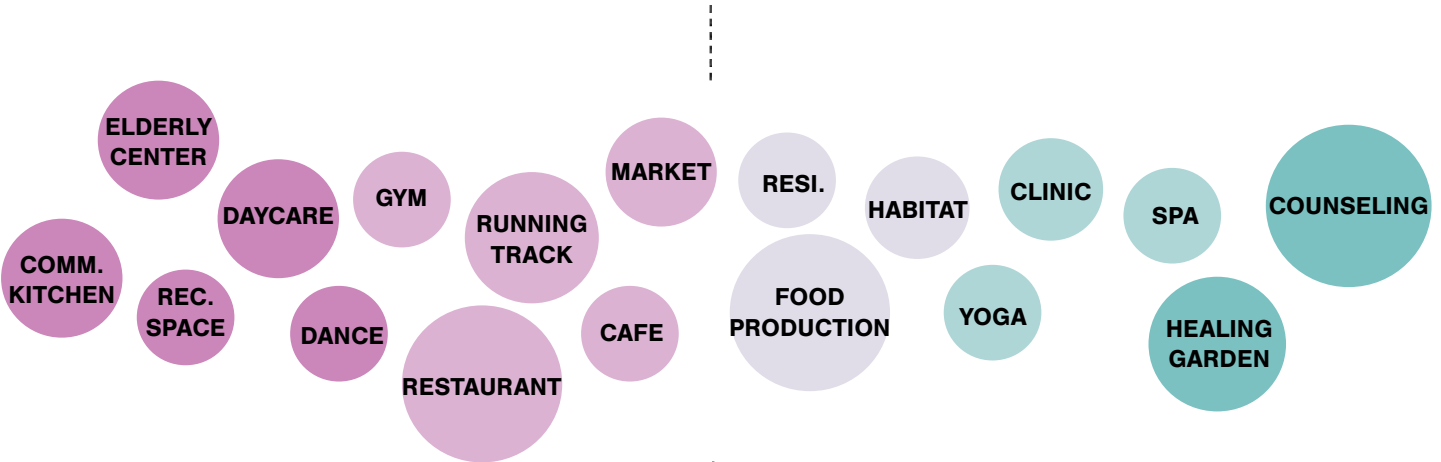 ELDERLY
CENTER
COMM.
KITCHEN
REC.
SPACE
DAYCARE
DANCE
GYM
RESTAURANT
RUNNING
TRACK
CAFE
MARKET
RESI.
FOOD
PRODUCTION
HABITAT
YOGA
CLINIC
SPA
HEALING
GARDEN
COUNSELING